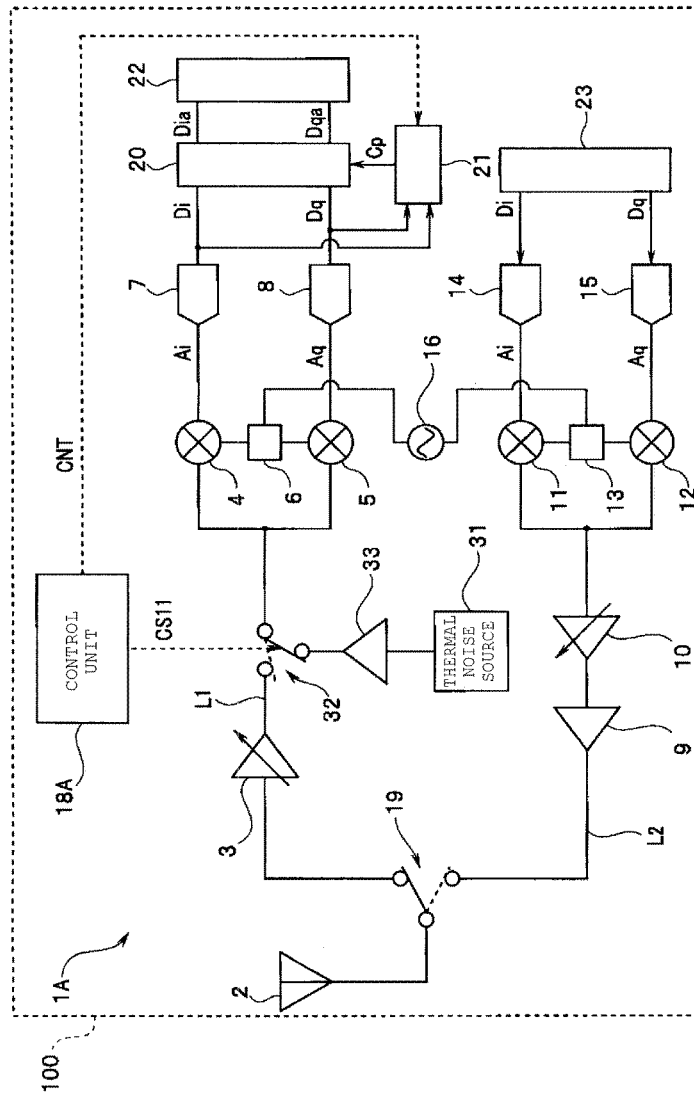 100
1A
18A
CONTROL
UNIT
CNT
CS11
2
19
3
L1
32
33
31
THERMAL
NOISE
SOURCE
4
6
5
Ai
Aq
7
8
Di
Dq
20
Dia
Dqa
22
Cp
21
16
L2
9
10
11
13
12
Ai
Aq
14
15
Di
Dq
23